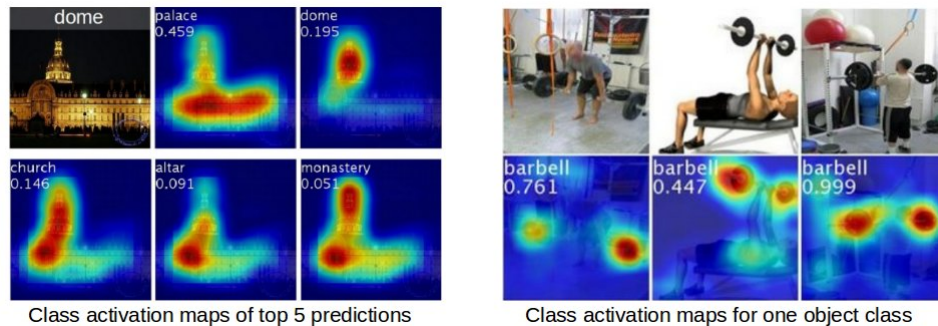 dome
palace
0.459
dome
0.195
church
0.146
altar
0.091
monastery
0.051
Class activation maps of top 5 predictions
barbell
0.761
barbell
0.447
barbell
0.999
Class activation maps for one object class